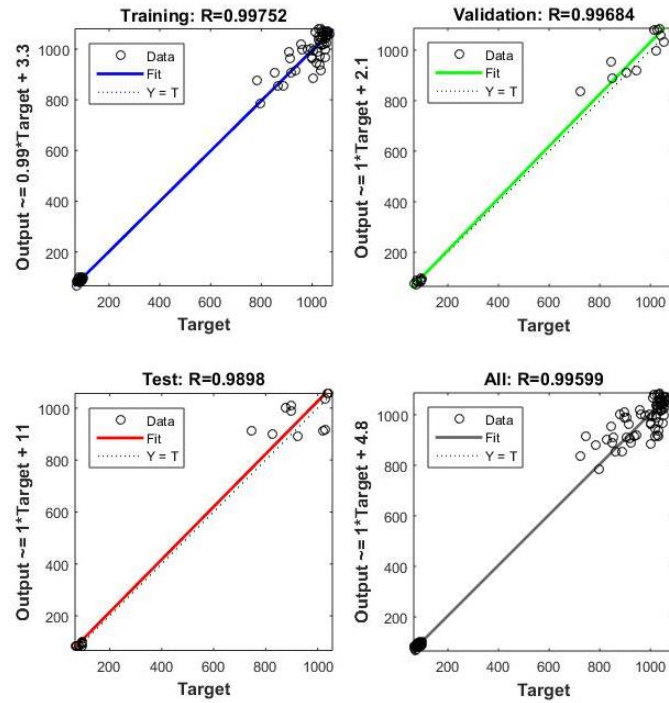 Training: R=0.99752
Output ~= 0.99*Target + 3.3
1000
800
600
400
200
Data
Fit
Y = T
200 400 600 800 1000
Target
Validation: R=0.99684
Output ~= 1*Target + 2.1
1000
800
600
400
200
Data
Fit
Y = T
200 400 600 800 1000
Target
Test: R=0.9898
Output ~= 1*Target + 11
1000
800
600
400
200
Data
Fit
Y = T
200 400 600 800 1000
Target
All: R=0.99599
Output ~= 1*Target + 4.8
1000
800
600
400
200
Data
Fit
Y = T
200 400 600 800 1000
Target